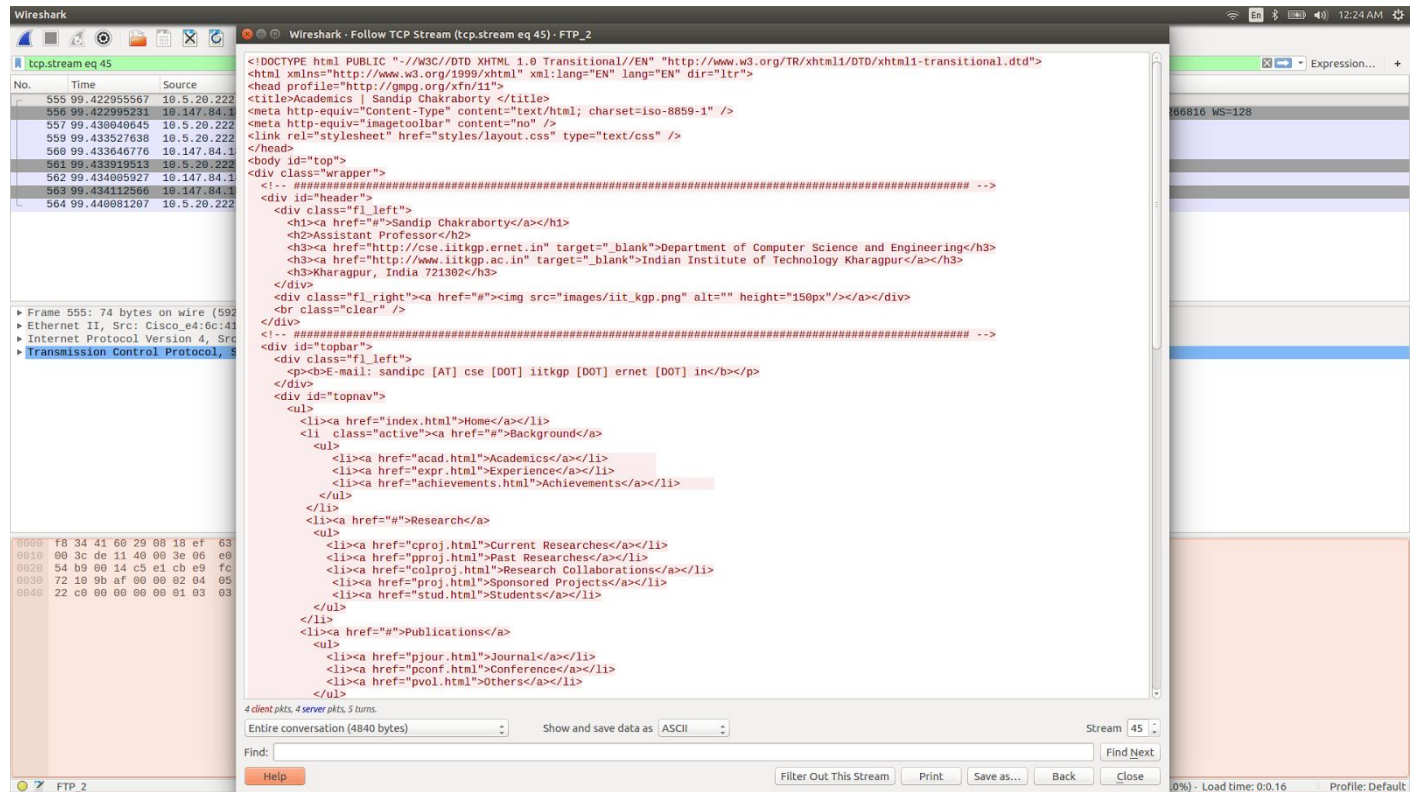 Wireshark
En
12:24 AM
Wireshark · Follow TCP Stream (tcp.stream eq 45) · FTP_2
tcp.stream eq 45
Expression... +
No. Time Source
555 99.422955567 10.5.20.222
556 99.422995231 10.147.84.1
557 99.430040645 10.5.20.222
559 99.433527638 10.5.20.222
560 99.433646776 10.147.84.1
561 99.433919513 10.5.20.222
562 99.434005927 10.147.84.1
563 99.434112566 10.147.84.1
564 99.440081207 10.5.20.222
266816 WS=128
Frame 555: 74 bytes on wire (592
Ethernet II, Src: Cisco_e4:6c:41
Internet Protocol Version 4, Src
Transmission Control Protocol, S
0000 f8 34 41 60 29 08 18 ef 63
0010 00 3c de 11 40 00 3e 06 e0
0020 54 b9 00 14 c5 e1 cb e9 fc
0030 72 10 9b af 00 00 02 04 05
0040 22 c0 00 00 00 00 01 03 03
<!DOCTYPE html PUBLIC "-//W3C//DTD XHTML 1.0 Transitional//EN" "http://www.w3.org/TR/xhtml1/DTD/xhtml1-transitional.dtd">
<html xmlns="http://www.w3.org/1999/xhtml" xml:lang="EN" lang="EN" dir="ltr">
<head profile="http://gmpg.org/xfn/11">
<title>Academics | Sandip Chakraborty </title>
<meta http-equiv="Content-Type" content="text/html; charset=iso-8859-1" />
<meta http-equiv="imagetoolbar" content="no" />
<link rel="stylesheet" href="styles/layout.css" type="text/css" />
</head>
<body id="top">
<div class="wrapper">
<!-- #################################################################################################### -->
<div id="header">
<div class="fl_left">
<h1><a href="#">Sandip Chakraborty</a></h1>
<h2>Assistant Professor</h2>
<h3><a href="http://cse.iitkgp.ernet.in" target="_blank">Department of Computer Science and Engineering</h3>
<h3><a href="http://www.iitkgp.ac.in" target="_blank">Indian Institute of Technology Kharagpur</a></h3>
<h3>Kharagpur, India 721302</h3>
</div>
<div class="fl_right"><a href="#"><img src="images/iit_kgp.png" alt="" height="150px"/></a></div>
<br class="clear" />
</div>
<!-- #################################################################################################### -->
<div id="topbar">
<div class="fl_left">
<p><b>E-mail: sandipc [AT] cse [DOT] iitkgp [DOT] ernet [DOT] in</b></p>
</div>
<div id="topnav">
<ul>
<li><a href="index.html">Home</a></li>
<li  class="active"><a href="#">Background</a>
<ul>
<li><a href="acad.html">Academics</a></li>
<li><a href="expr.html">Experience</a></li>
<li><a href="achievements.html">Achievements</a></li>
</ul>
</li>
<li><a href="#">Research</a>
<ul>
<li><a href="cproj.html">Current Researches</a></li>
<li><a href="pproj.html">Past Researches</a></li>
<li><a href="colproj.html">Research Collaborations</a></li>
<li><a href="proj.html">Sponsored Projects</a></li>
<li><a href="stud.html">Students</a></li>
</ul>
</li>
<li><a href="#">Publications</a>
<ul>
<li><a href="pjour.html">Journal</a></li>
<li><a href="pconf.html">Conference</a></li>
<li><a href="pvol.html">Others</a></li>
</ul>
4 client pkts, 4 server pkts, 5 turns.
Entire conversation (4840 bytes) Show and save data as ASCII Stream 45
Find: Find Next
Help Filter Out This Stream Print Save as... Back Close
FTP_2 .0%) · Load time: 0:0.16 Profile: Default